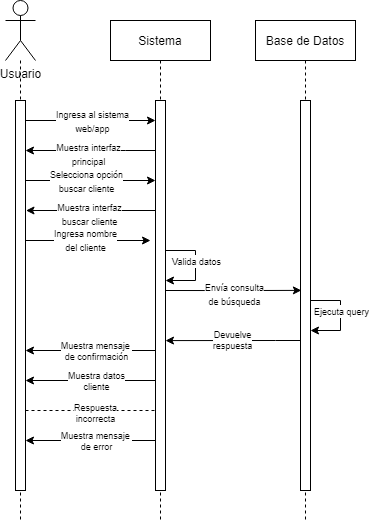 Sistema
Base de Datos
Usuario
Ingresa al sistema
web/app
Muestra interfaz
principal
Selecciona opción
buscar cliente
Muestra interfaz
buscar cliente
Ingresa nombre
del cliente
Valida datos
Envía consulta
de búsqueda
Ejecuta query
Devuelve
respuesta
Muestra mensaje
de confirmación
Muestra datos
cliente
Respuesta
incorrecta
Muestra mensaje
de error